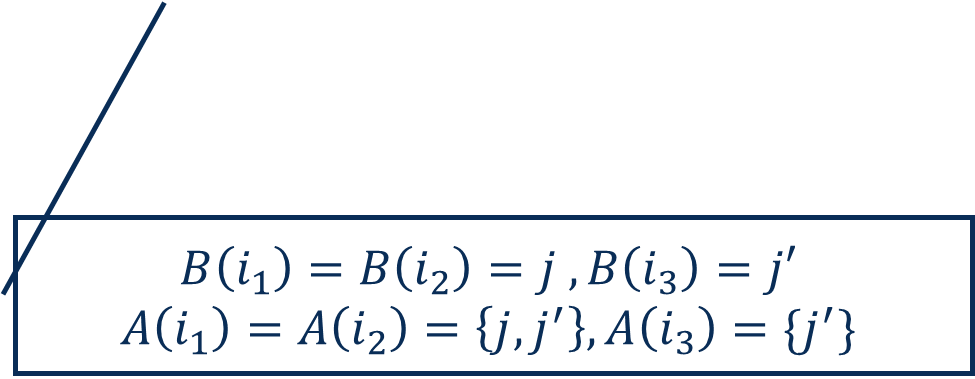 B(i₁) = B(i₂) = j , B(i₃) = j′
A(i₁) = A(i₂) = {j, j′}, A(i₃) = {j′}